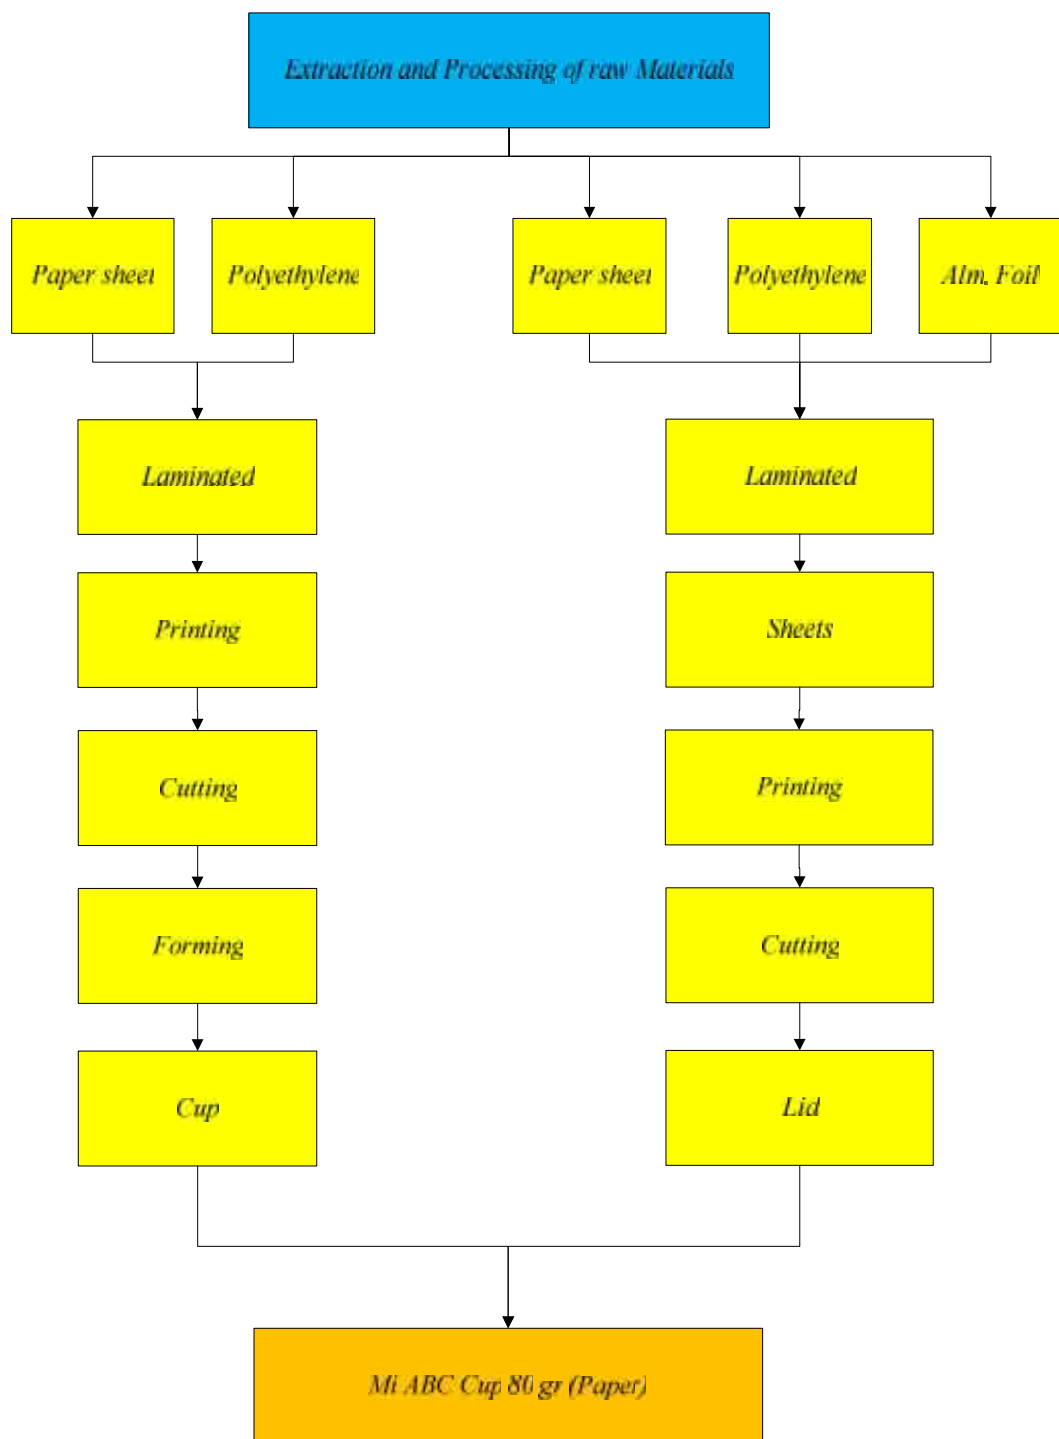 Extraction and Processing of raw Materials
Paper sheet
Polyethylene
Paper sheet
Polyethylene
Alm. Foil
Laminated
Laminated
Printing
Sheets
Cutting
Printing
Forming
Cutting
Cup
Lid
Mi ABC Cup 80 gr (Paper)